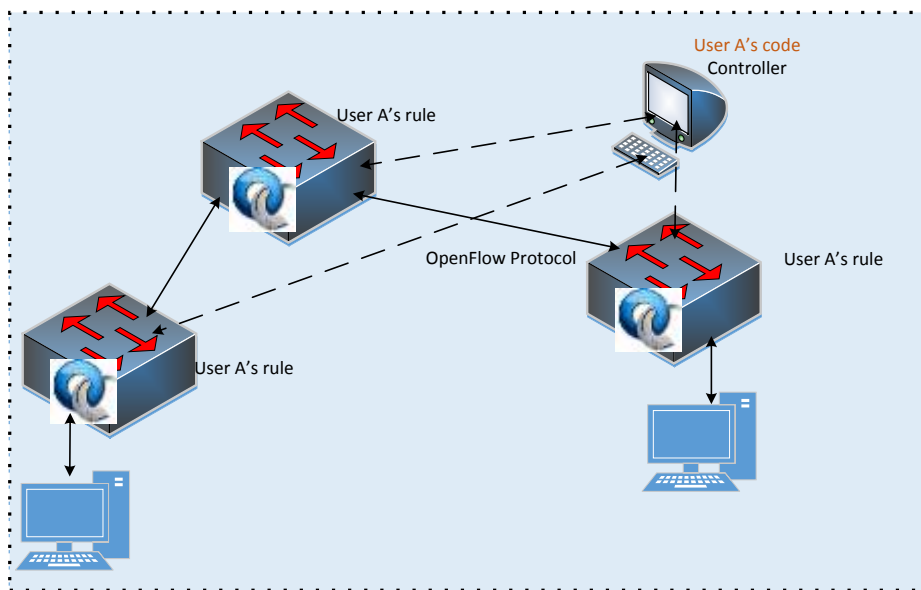 User A's code
Controller
User A's rule
OpenFlow Protocol
User A's rule
User A's rule